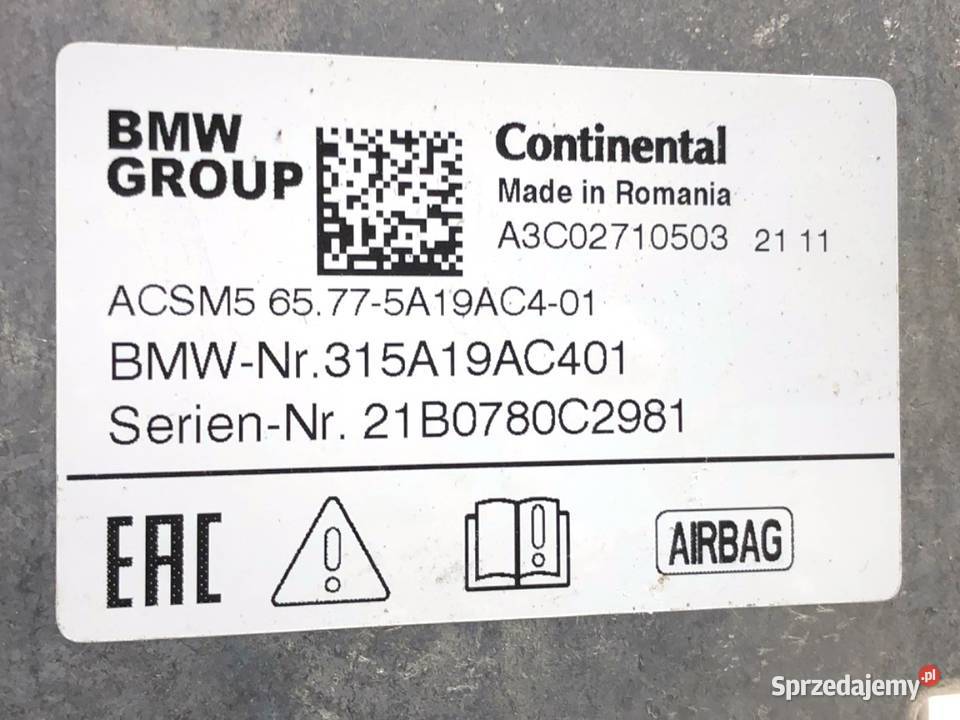 BMW
GROUP
Continental
Made in Romania
A3C02710503 21 11
ACSM5 65.77-5A19AC4-01
BMW-Nr.315A19AC401
Serien-Nr. 21B0780C2981
EAC
AIRBAG
Sprzedajemy.pl